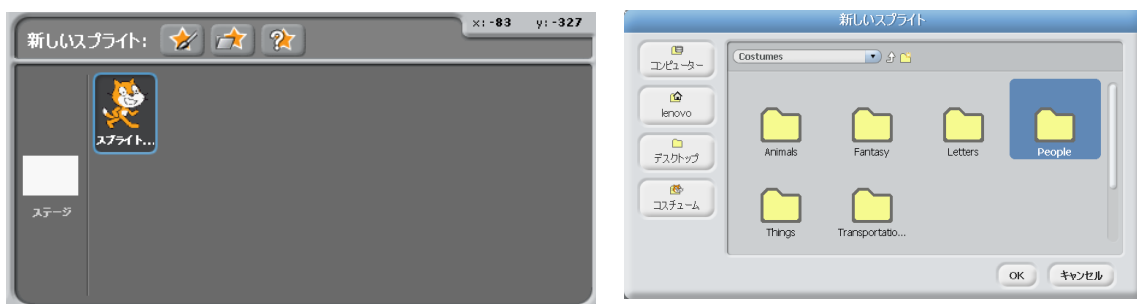 x: -83 y: -327
新しいスプライト:
スプライト...
ステージ
新しいスプライト
コンピューター
Costumes
lenovo
デスクトップ
コスチューム
Animals Fantasy Letters People
Things Transportatio...
OK キャンセル